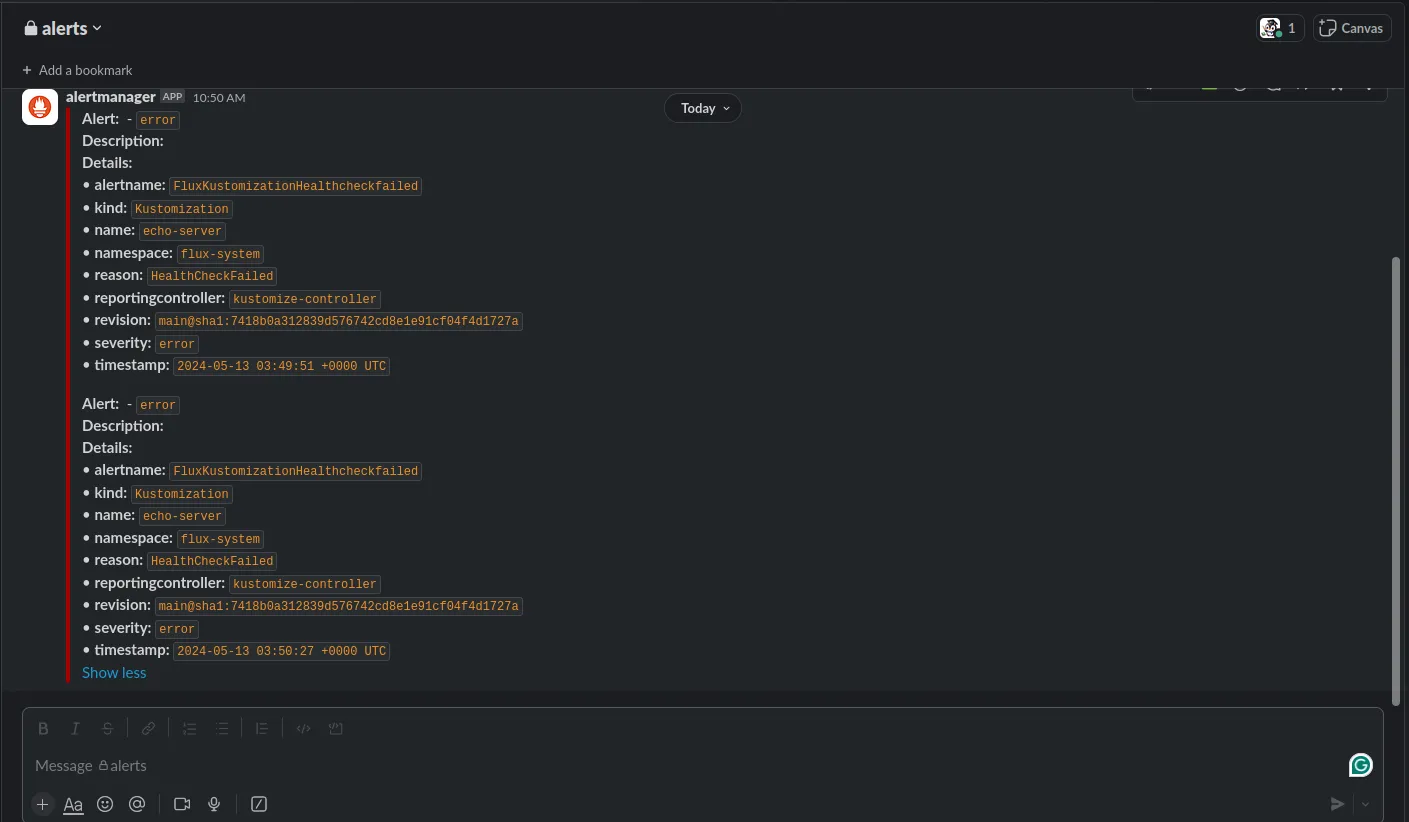 alerts
1
Canvas
+ Add a bookmark
alertmanager APP 10:50 AM
Today
Alert: - error
Description:
Details:
• alertname: FluxKustomizationHealthcheckfailed
• kind: Kustomization
• name: echo-server
• namespace: flux-system
• reason: HealthCheckFailed
• reportingcontroller: kustomize-controller
• revision: main@sha1:7418b0a312839d576742cd8e1e91cf04f4d1727a
• severity: error
• timestamp: 2024-05-13 03:49:51 +0000 UTC
Alert: - error
Description:
Details:
• alertname: FluxKustomizationHealthcheckfailed
• kind: Kustomization
• name: echo-server
• namespace: flux-system
• reason: HealthCheckFailed
• reportingcontroller: kustomize-controller
• revision: main@sha1:7418b0a312839d576742cd8e1e91cf04f4d1727a
• severity: error
• timestamp: 2024-05-13 03:50:27 +0000 UTC
Show less
B I S
Message alerts
+ Aa @